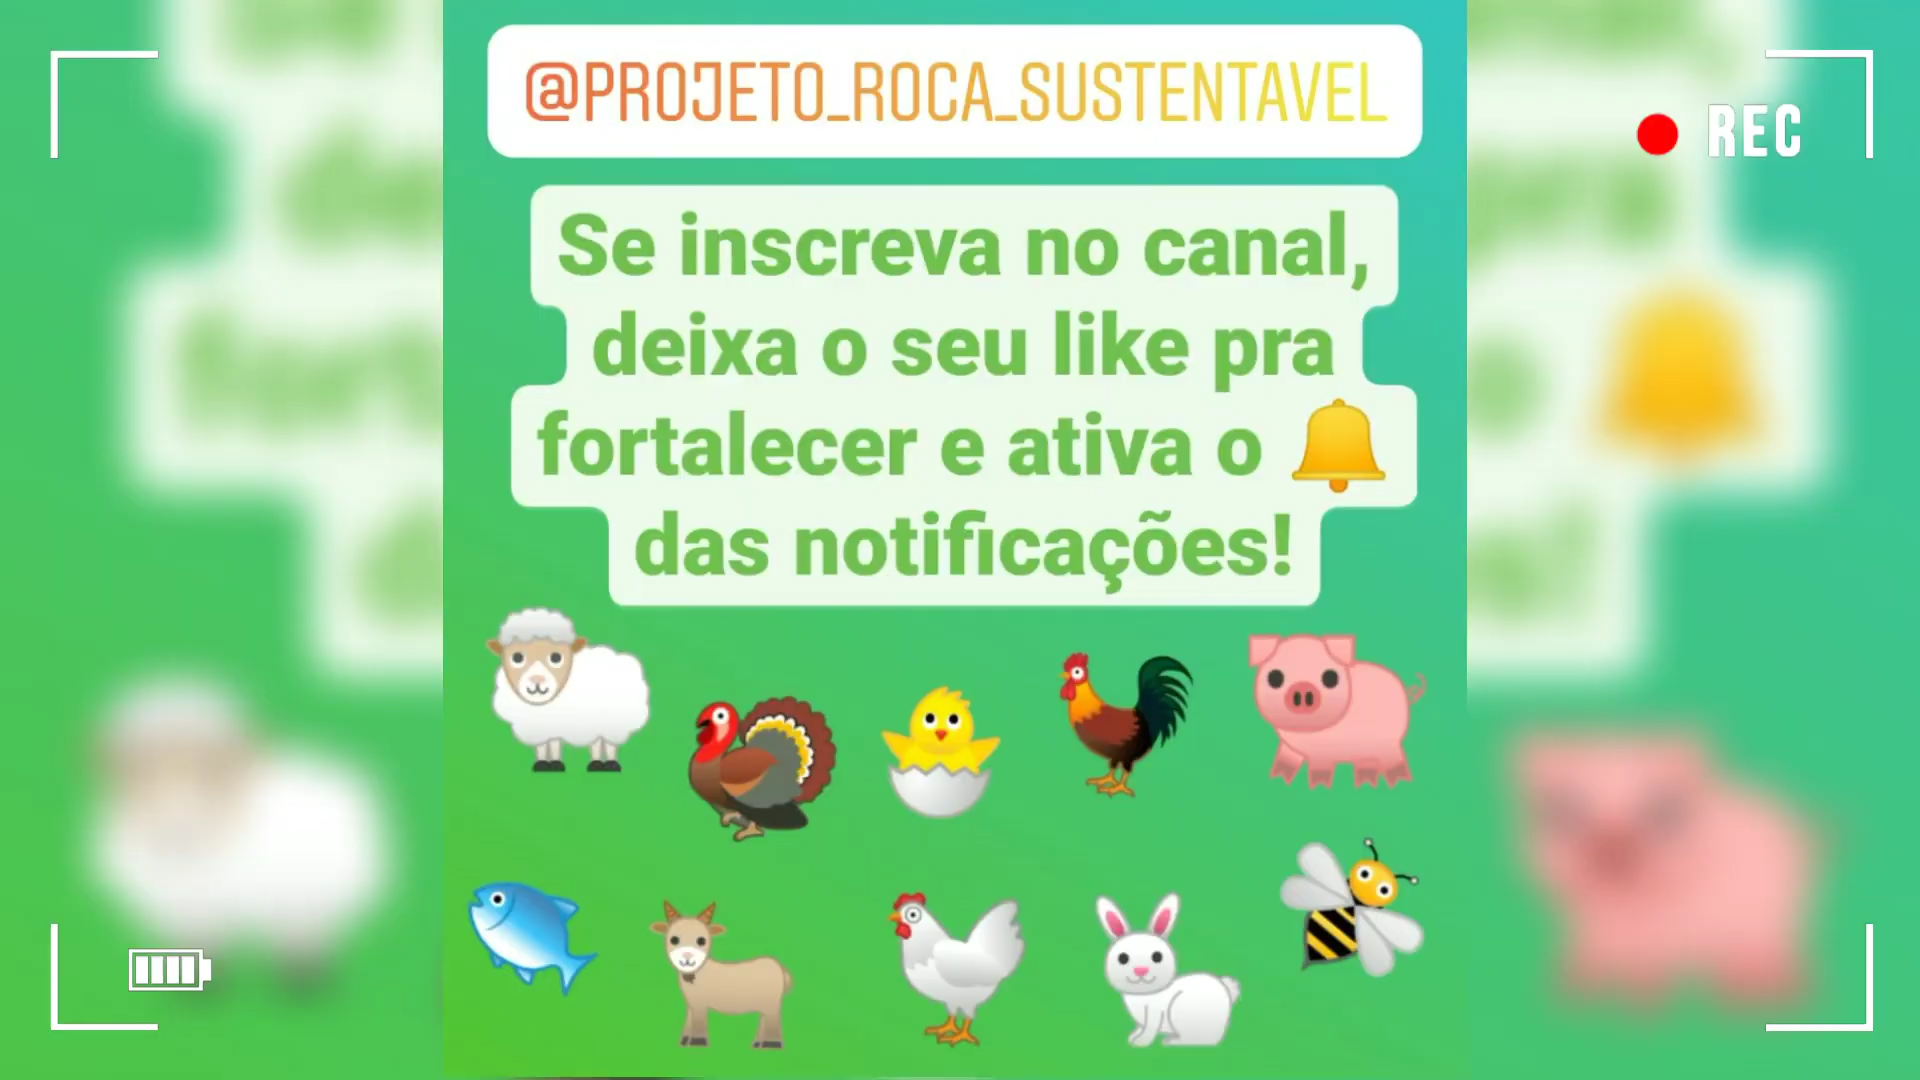 @PROJETO_ROCA_SUSTENTAVEL
REC
Se inscreva no canal,
deixa o seu like pra
fortalecer e ativa o 🔔
das notificações!